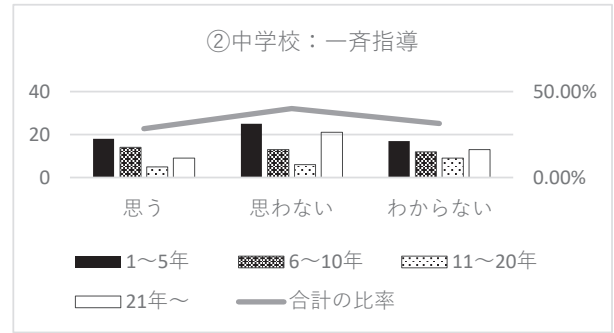 ②中学校：一斉指導
40
20
0
50.00%
0.00%
思う
思わない
わからない
1～5年
6～10年
11～20年
21年～
合計の比率